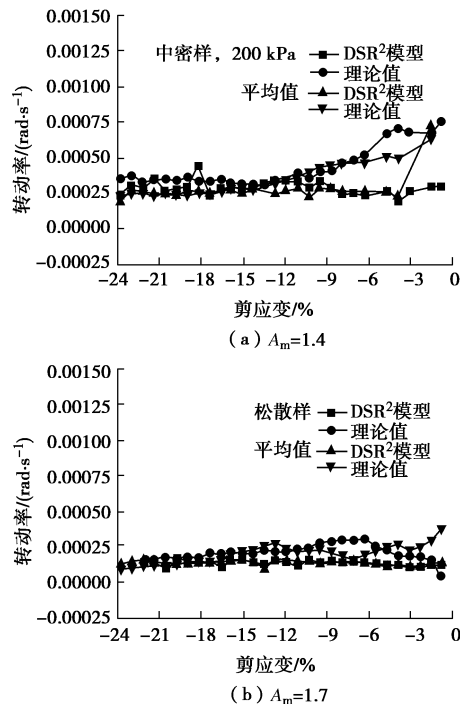 0.00150
0.00125
0.00100
0.00075
0.00050
0.00025
0.00000
−0.00025
转动率/(rad·s⁻¹)
中密样，200 kPa DSR²模型
理论值
平均值 DSR²模型
理论值
−24 −21 −18 −15 −12 −9 −6 −3 0
剪应变/%
（a）Aₘ=1.4
0.00150
0.00125
0.00100
0.00075
0.00050
0.00025
0.00000
−0.00025
转动率/(rad·s⁻¹)
松散样 DSR²模型
理论值
平均值 DSR²模型
理论值
−24 −21 −18 −15 −12 −9 −6 −3 0
剪应变/%
（b）Aₘ=1.7